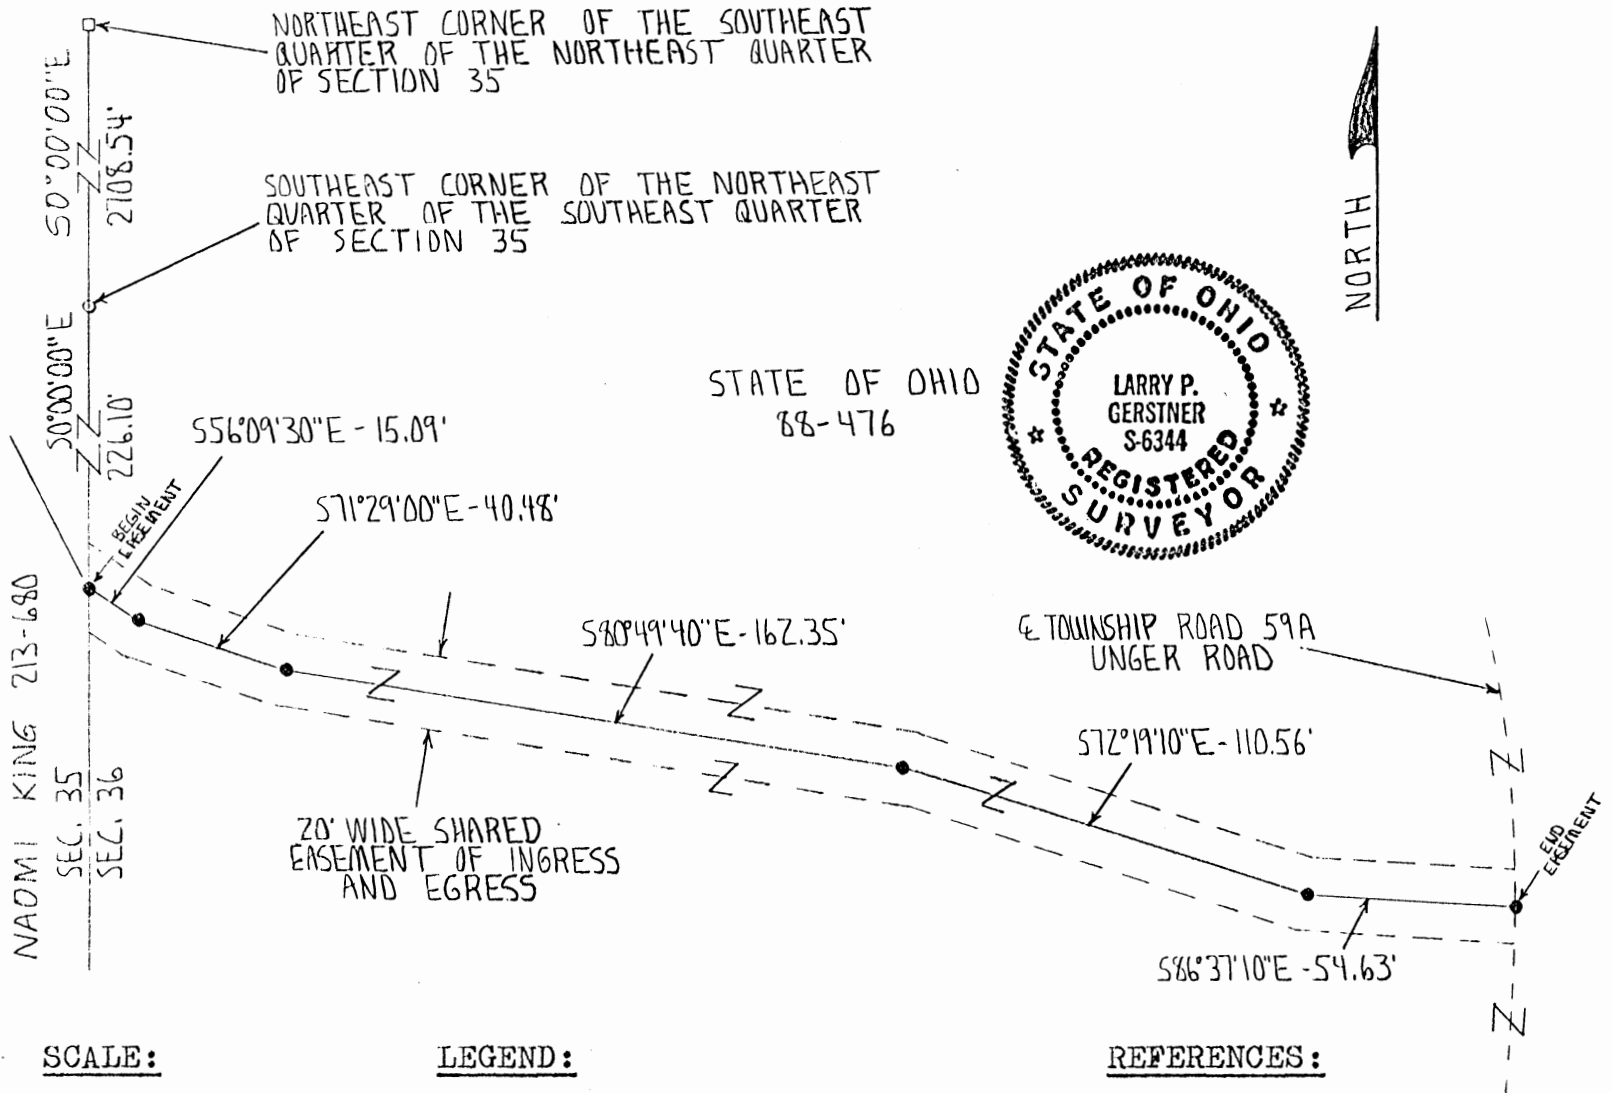 NORTHEAST CORNER OF THE SOUTHEAST
QUARTER OF THE NORTHEAST QUARTER
OF SECTION 35
S0°00'00"E
2708.54'
SOUTHEAST CORNER OF THE NORTHEAST
QUARTER OF THE SOUTHEAST QUARTER
OF SECTION 35
NORTH
S0°00'00"E
226.10'
STATE OF OHIO
88-476
STATE OF OHIO
LARRY P.
GERSTNER
S-6344
REGISTERED
SURVEYOR
S56°09'30"E - 15.09'
BEGIN
EASEMENT
S71°29'00"E - 40.48'
S80°49'40"E - 162.35'
℄ TOWNSHIP ROAD 59A
UNGER ROAD
S72°19'10"E - 110.56'
NAOMI KING 213-680
SEC. 35
SEC. 36
20' WIDE SHARED
EASEMENT OF INGRESS
AND EGRESS
END
EASEMENT
S86°37'10"E - 54.63'
SCALE:
LEGEND:
REFERENCES: